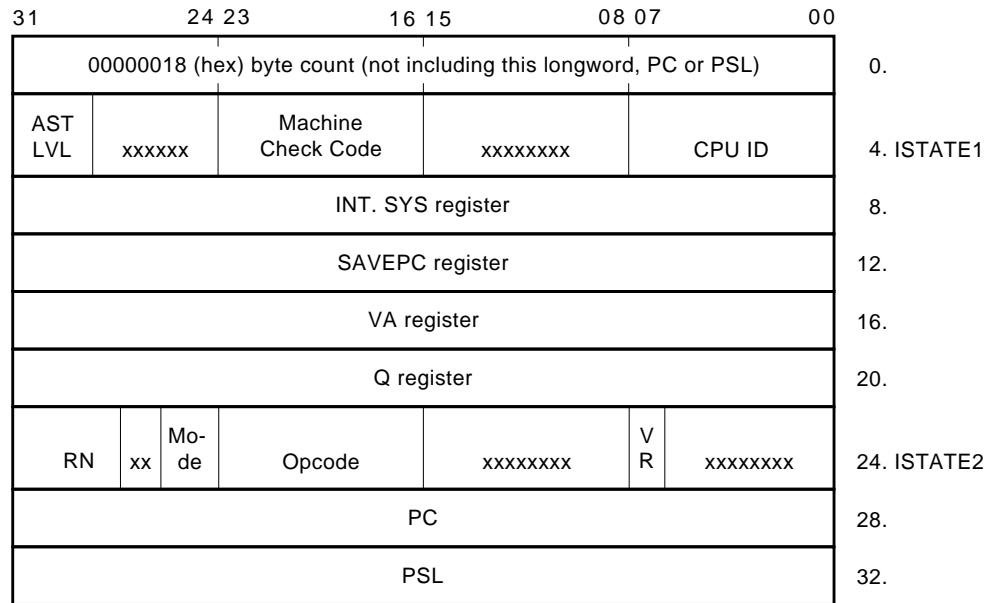 31 24 23 16 15 08 07 00
00000018 (hex) byte count (not including this longword, PC or PSL) 0.
AST
LVL xxxxxx Machine
Check Code xxxxxxxx CPU ID 4. ISTATE1
INT. SYS register 8.
SAVEPC register 12.
VA register 16.
Q register 20.
RN xx Mo-
de Opcode xxxxxxxx V
R xxxxxxxx 24. ISTATE2
PC 28.
PSL 32.